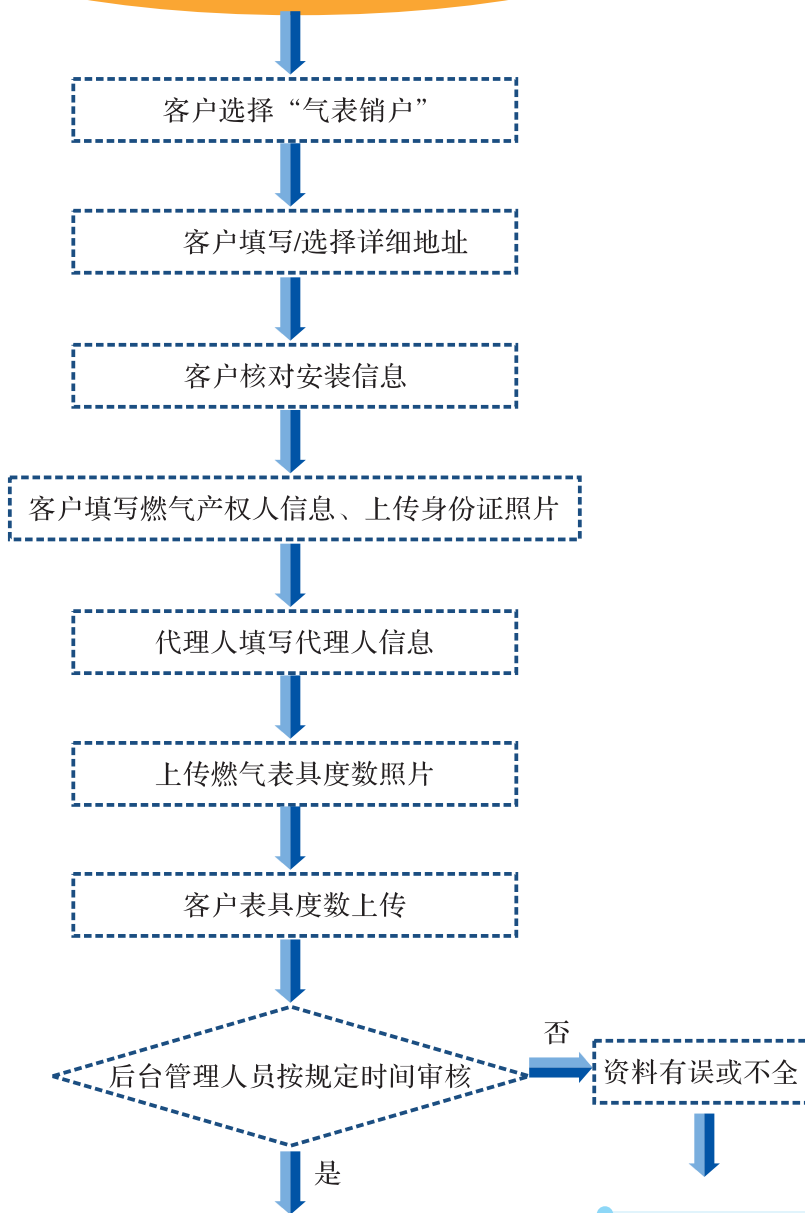 客户选择“气表销户”
客户填写/选择详细地址
客户核对安装信息
客户填写燃气产权人信息、上传身份证照片
代理人填写代理人信息
上传燃气表具度数照片
客户表具度数上传
后台管理人员按规定时间审核
否
资料有误或不全
是